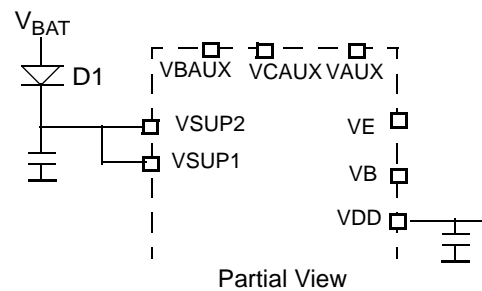 VBAT
D1
VBAUX
VCAUX
VAUX
VSUP2
VE
VSUP1
VB
VDD
Partial View